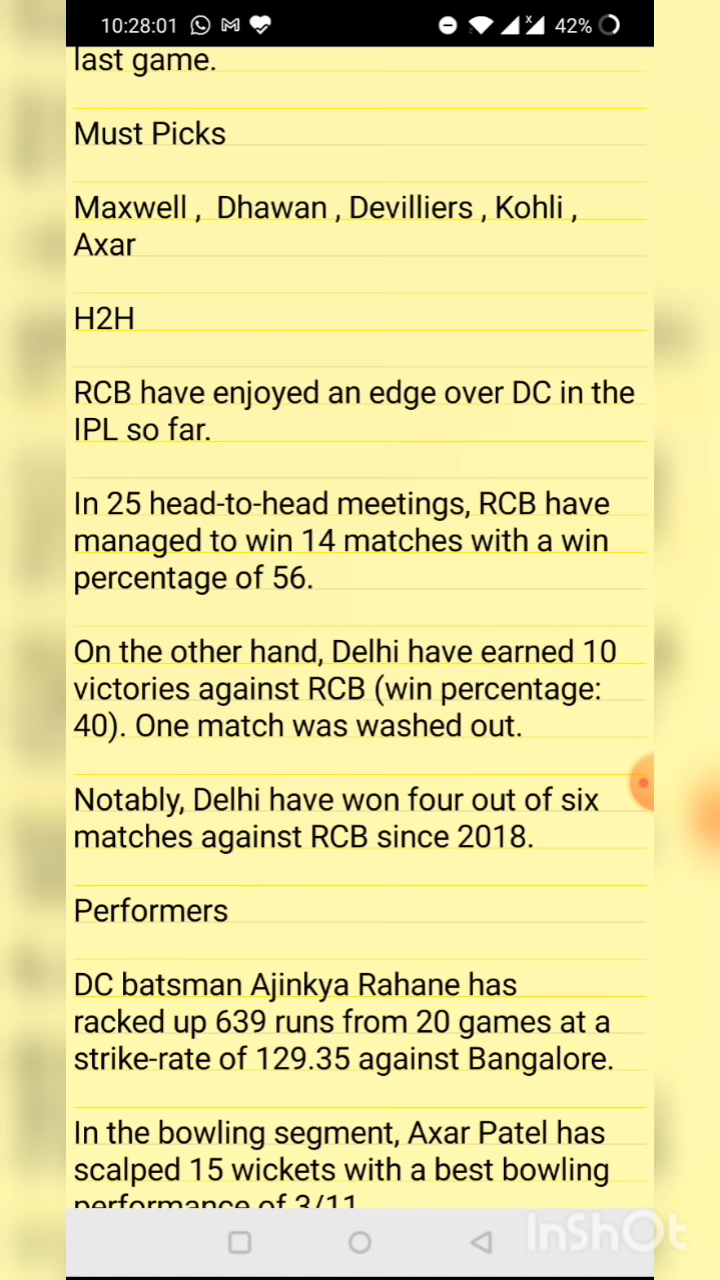 10:28:01 42%
last game.
Must Picks
Maxwell , Dhawan , Devilliers , Kohli ,
Axar
H2H
RCB have enjoyed an edge over DC in the
IPL so far.
In 25 head-to-head meetings, RCB have
managed to win 14 matches with a win
percentage of 56.
On the other hand, Delhi have earned 10
victories against RCB (win percentage:
40). One match was washed out.
Notably, Delhi have won four out of six
matches against RCB since 2018.
Performers
DC batsman Ajinkya Rahane has
racked up 639 runs from 20 games at a
strike-rate of 129.35 against Bangalore.
In the bowling segment, Axar Patel has
scalped 15 wickets with a best bowling
performance of 3/11
InShOt